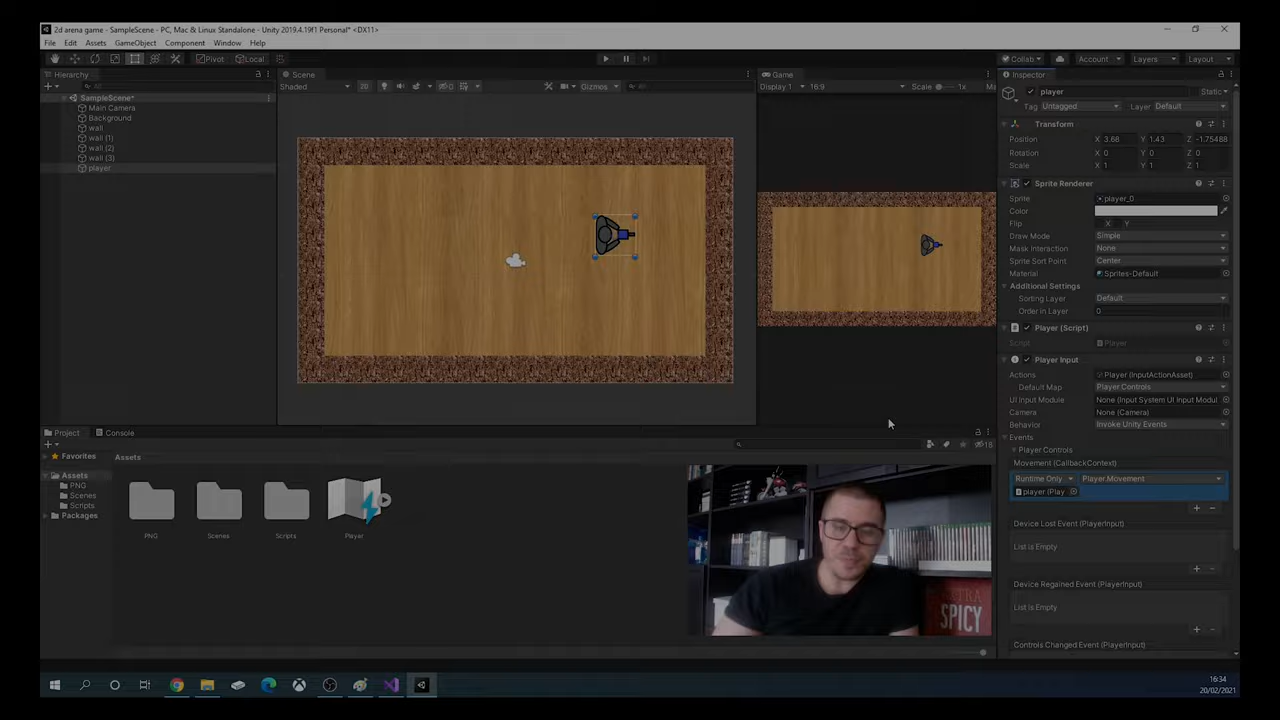 2d arena game - SampleScene - PC, Mac & Linux Standalone - Unity 2019.4.19f1 Personal* <DX11>
File Edit Assets GameObject Component Window Help
Pivot Local Collab Account Layers Layout
Hierarchy
All
SampleScene*
Main Camera
Background
wall
wall (1)
wall (2)
wall (3)
player
Scene
Shaded 2D Gizmos All
Game
Display 1 16:9 Scale 1x
Inspector
player Static
Tag Untagged Layer Default
Transform
Position X 3.68 Y 1.43 Z -1.75488
Rotation X 0 Y 0 Z 0
Scale X 1 Y 1 Z 1
Sprite Renderer
Sprite player_0
Color
Flip X Y
Draw Mode Simple
Mask Interaction None
Sprite Sort Point Center
Material Sprites-Default
Additional Settings
Sorting Layer Default
Order in Layer 0
Player (Script)
Script Player
Player Input
Actions Player (InputActionAsset)
Default Map Player Controls
UI Input Module None (Input System UI Input Modul
Camera None (Camera)
Behavior Invoke Unity Events
Events
Player Controls
Movement (CallbackContext)
Runtime Only Player.Movement
player (Play
Device Lost Event (PlayerInput)
List is Empty
Device Regained Event (PlayerInput)
List is Empty
Controls Changed Event (PlayerInput)
Project Console
Favorites
Assets
PNG
Scenes
Scripts
Packages
Assets
PNG Scenes Scripts Player
SPICY
16:34
20/02/2021